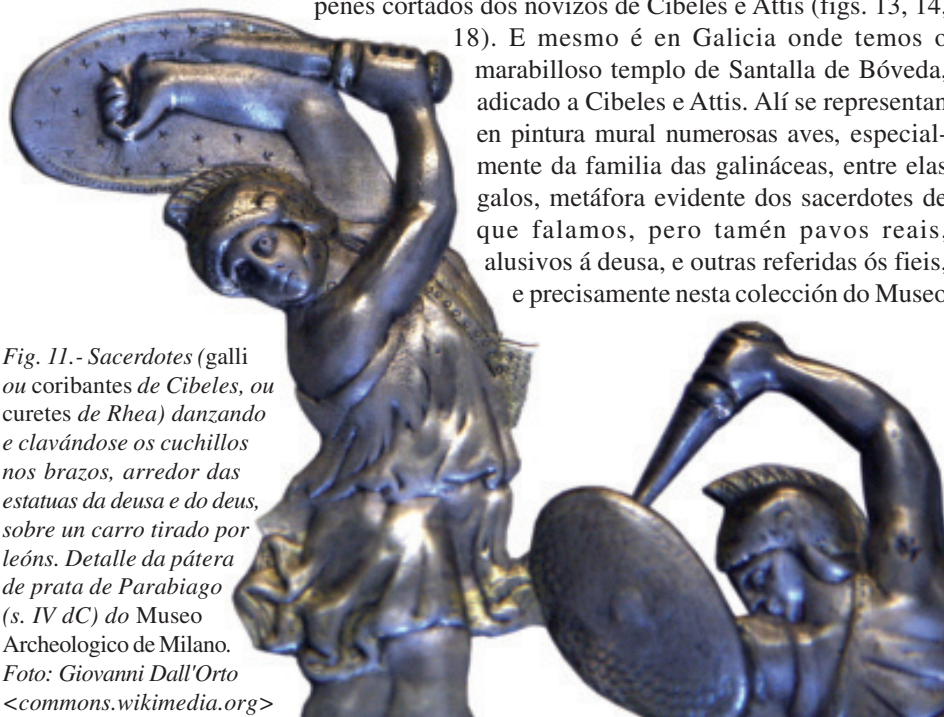 penes cortados dos novizos de Cibeles e Attis (figs. 13, 14,
18). E mesmo é en Galicia onde temos o
marabilloso templo de Santalla de Bóveda,
adicado a Cibeles e Attis. Alí se representan
en pintura mural numerosas aves, especial-
mente da familia das galináceas, entre elas
galos, metáfora evidente dos sacerdotes de
que falamos, pero tamén pavos reais,
alusivos á deusa, e outras referidas ós fieis,
e precisamente nesta colección do Museo
Fig. 11.- Sacerdotes (galli
ou coribantes de Cibeles, ou
curetes de Rhea) danzando
e clavándose os cuchillos
nos brazos, arredor das
estatuas da deusa e do deus,
sobre un carro tirado por
leóns. Detalle da pátera
de prata de Parabiago
(s. IV dC) do Museo
Archeologico de Milano.
Foto: Giovanni Dall'Orto
<commons.wikimedia.org>